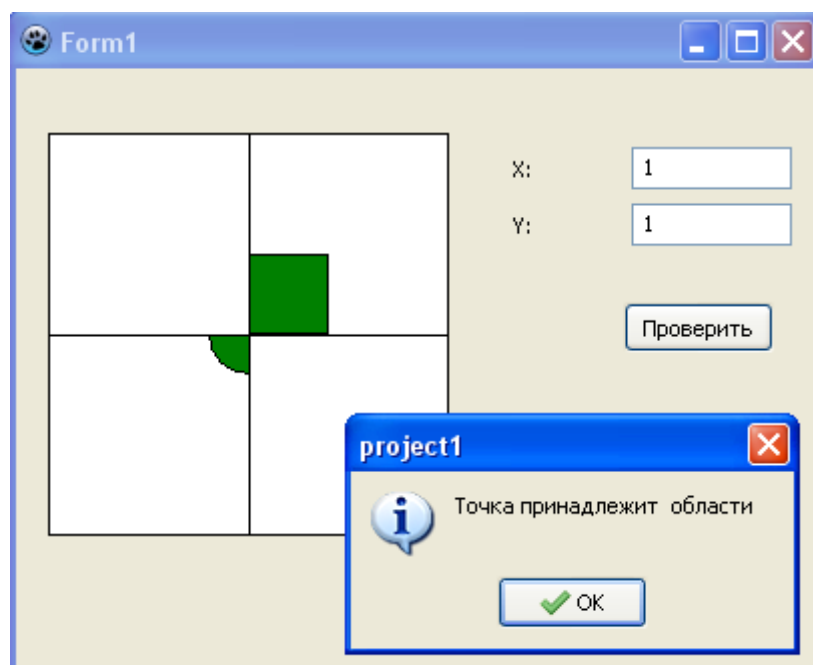 Form1
X: 1
Y: 1
Проверить
project1
Точка принадлежит области
OK